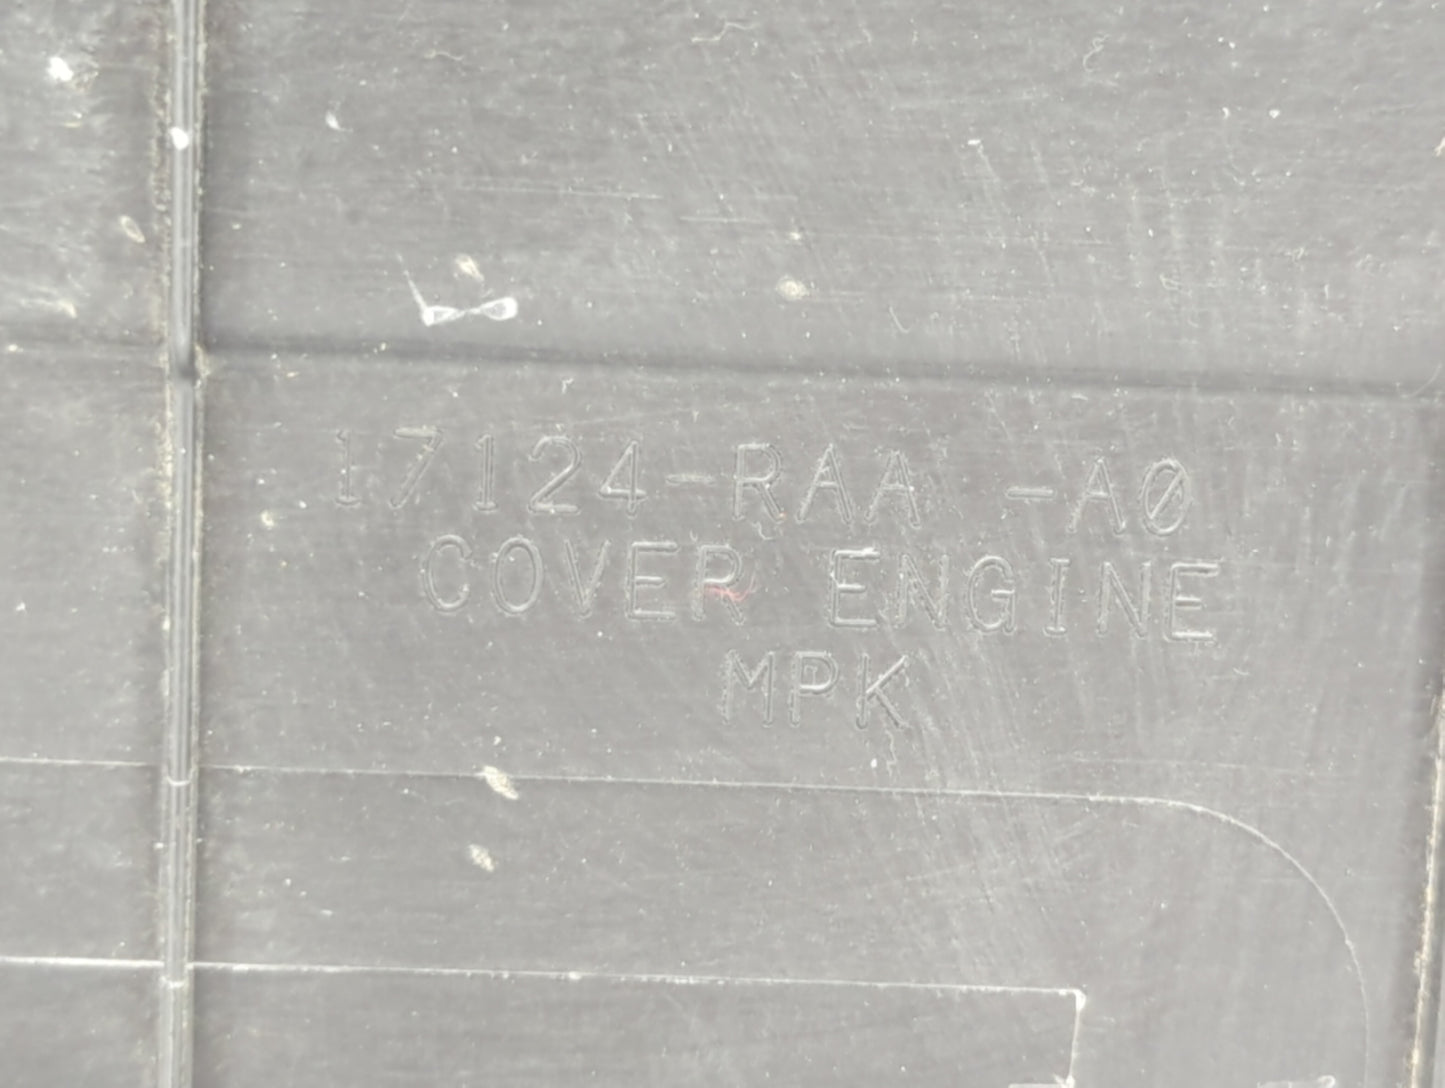 17124-RAA -A0
COVER ENGINE
MPK